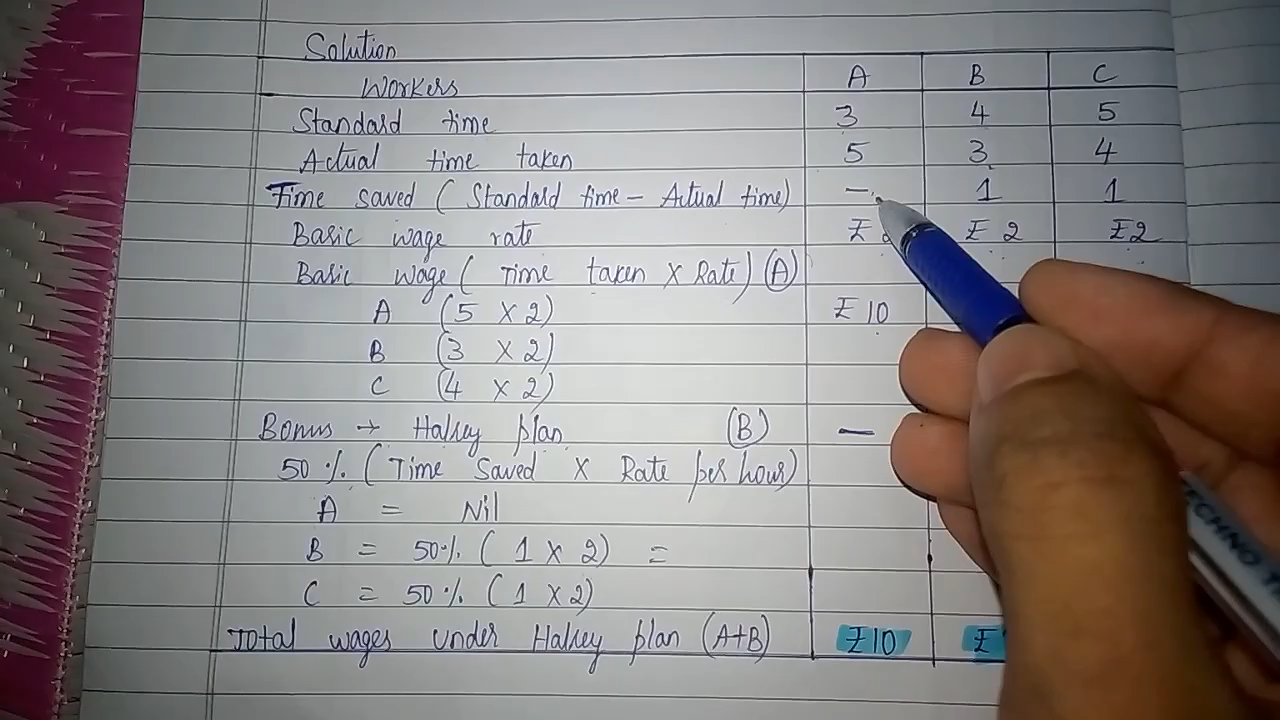 Solution
Workers A B C
Standard time 3 4 5
Actual time taken 5 3 4
Time saved ( Standard time - Actual time) - 1 1
Basic wage rate ₹ ₹ 2 ₹2
Basic wage ( Time taken X Rate) (A)
A (5 X 2) ₹ 10
B (3 X 2)
C (4 X 2)
Bonus → Halsey plan (B) —
50 % ( Time Saved X Rate per hour)
A = Nil
B = 50% ( 1 X 2) =
C = 50 % ( 1 X 2)
Total wages under Halsey plan (A+B) ₹10 ₹
TECHNO